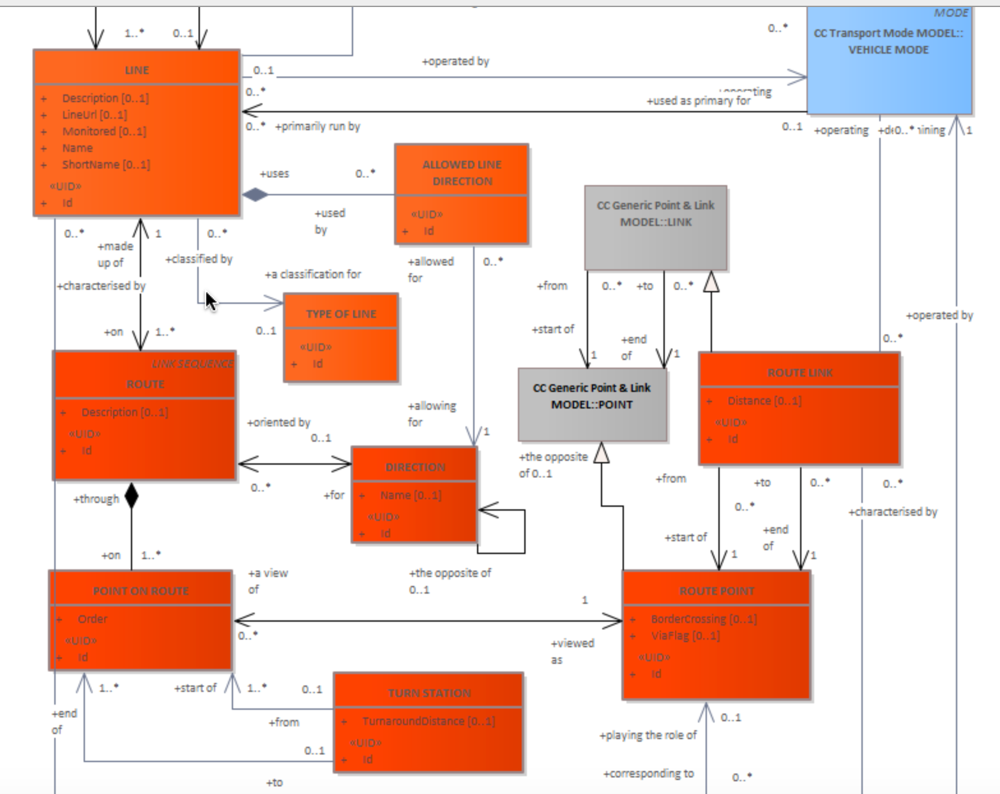 MODE
1..*
0..1
0..*
CC Transport Mode MODEL::
VEHICLE MODE
LINE
0..1
+operated by
0..*
+used as primary for
+ Description [0..1]
+ LineUrl [0..1]
+ Monitored [0..1]
+ Name
+ ShortName [0..1]
«UID»
+ Id
0..*
+primarily run by
0..1
+operating
0..*
1
+uses
0..*
ALLOWED LINE
DIRECTION
«UID»
+ Id
+used
by
CC Generic Point & Link
MODEL::LINK
0..*
+made
up of
1
0..*
+classified by
+characterised by
+a classification for
+allowed
for
0..*
+from
0..*
+to
0..*
TYPE OF LINE
«UID»
+ Id
0..1
+on
1..*
+start of
1
+end
of
1
+operated by
0..*
LINK SEQUENCE
ROUTE
+ Description [0..1]
«UID»
+ Id
CC Generic Point & Link
MODEL::POINT
ROUTE LINK
+ Distance [0..1]
«UID»
+ Id
+oriented by
0..1
+allowing
for
1
0..*
+for
DIRECTION
+ Name [0..1]
«UID»
+ Id
+the opposite
of 0..1
+from
+to
0..*
0..*
0..*
+characterised by
+through
+on
1..*
+start of
1
+end
of
1
+a view
of
+the opposite of
0..1
POINT ON ROUTE
+ Order
«UID»
+ Id
0..*
1
+viewed
as
ROUTE POINT
+ BorderCrossing [0..1]
+ ViaFlag [0..1]
«UID»
+ Id
1..*
+start of
1..*
0..1
+end
of
+from
TURN STATION
+ TurnaroundDistance [0..1]
«UID»
+ Id
0..1
+to
0..1
+playing the role of
+corresponding to
0..*